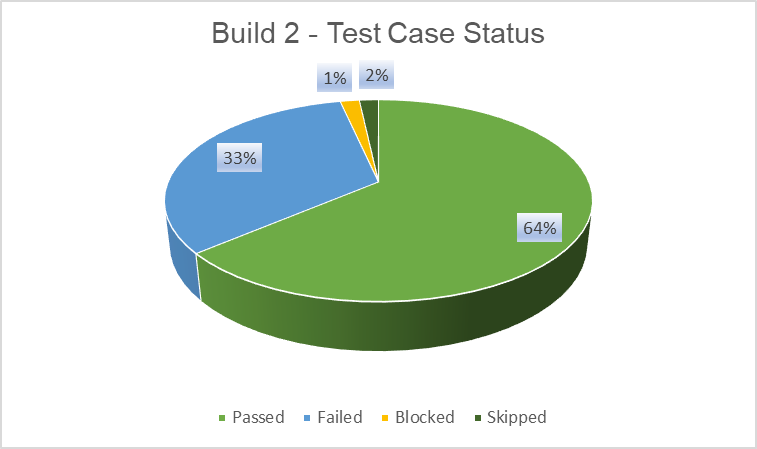 Build 2 - Test Case Status
1%
2%
33%
64%
Passed
Failed
Blocked
Skipped